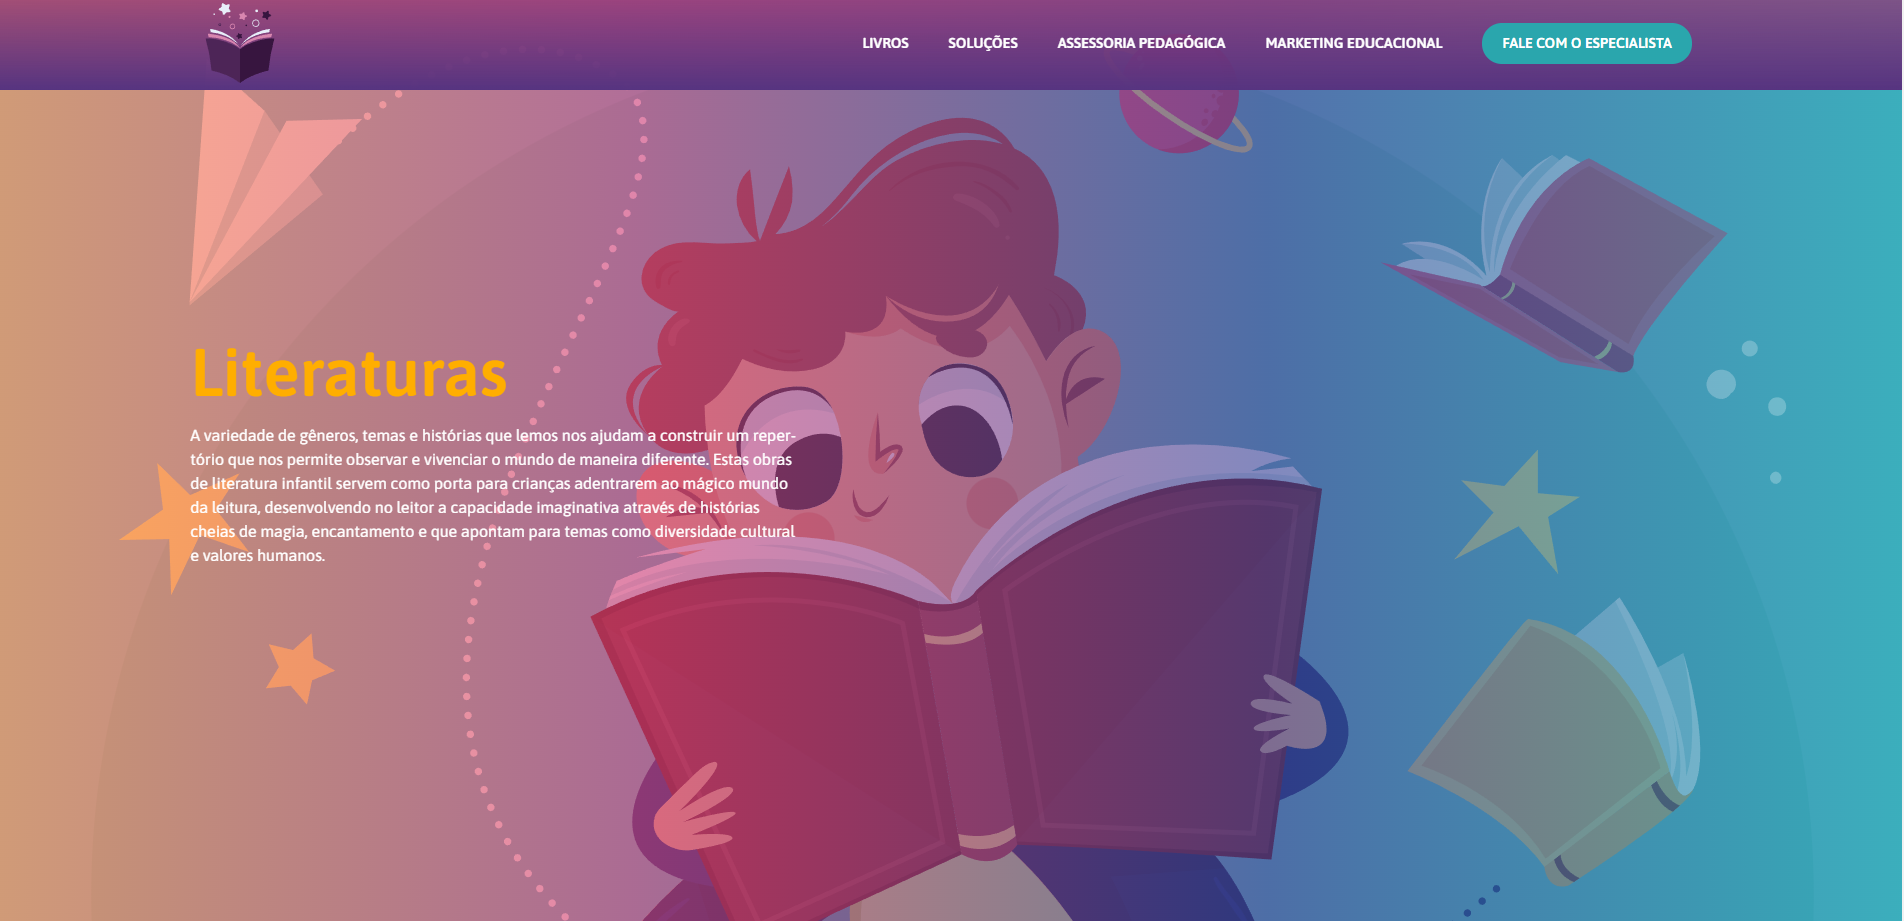 LIVROS SOLUÇÕES ASSESSORIA PEDAGÓGICA MARKETING EDUCACIONAL FALE COM O ESPECIALISTA
Literaturas
A variedade de gêneros, temas e histórias que lemos nos ajudam a construir um reper-
tório que nos permite observar e vivenciar o mundo de maneira diferente. Estas obras
de literatura infantil servem como porta para crianças adentrarem ao mágico mundo
da leitura, desenvolvendo no leitor a capacidade imaginativa através de histórias
cheias de magia, encantamento e que apontam para temas como diversidade cultural
e valores humanos.